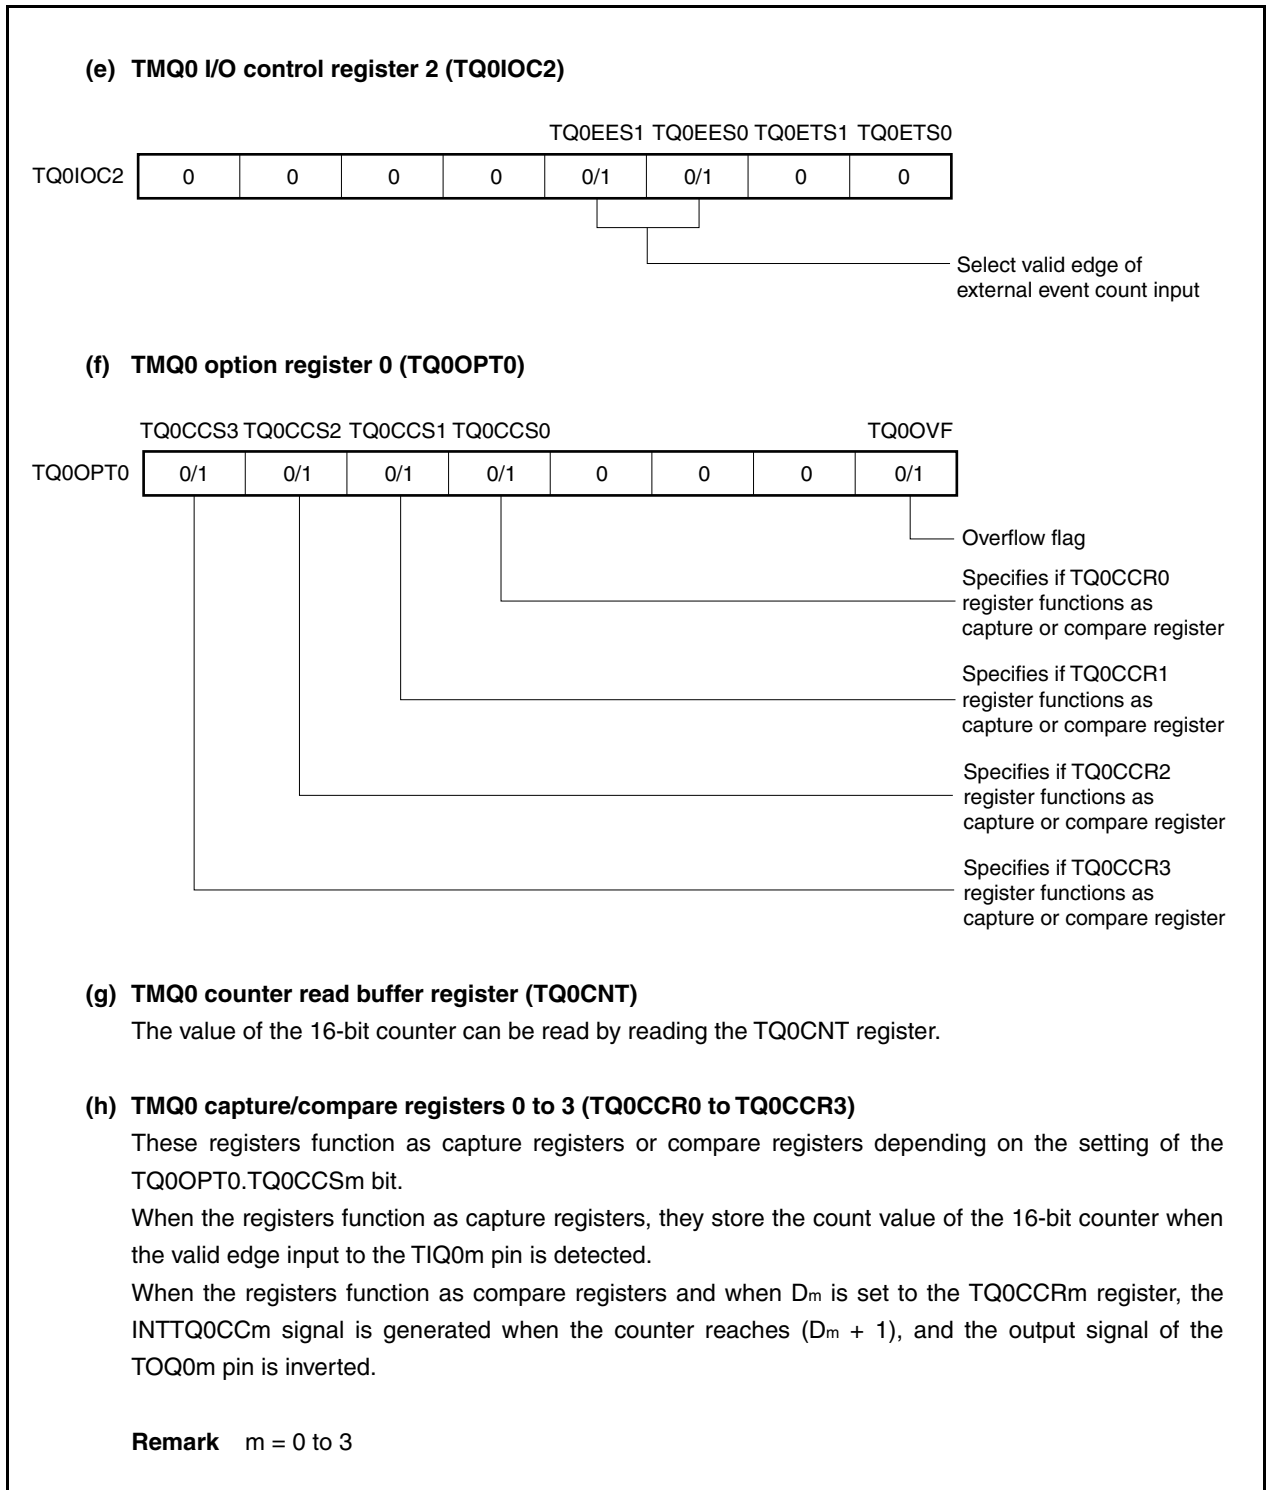 (e) TMQ0 I/O control register 2 (TQ0IOC2)
TQ0EES1 TQ0EES0 TQ0ETS1 TQ0ETS0
TQ0IOC2 0 0 0 0 0/1 0/1 0 0
Select valid edge of
external event count input
(f) TMQ0 option register 0 (TQ0OPT0)
TQ0CCS3 TQ0CCS2 TQ0CCS1 TQ0CCS0 TQ0OVF
TQ0OPT0 0/1 0/1 0/1 0/1 0 0 0 0/1
Overflow flag
Specifies if TQ0CCR0
register functions as
capture or compare register
Specifies if TQ0CCR1
register functions as
capture or compare register
Specifies if TQ0CCR2
register functions as
capture or compare register
Specifies if TQ0CCR3
register functions as
capture or compare register
(g) TMQ0 counter read buffer register (TQ0CNT)
The value of the 16-bit counter can be read by reading the TQ0CNT register.
(h) TMQ0 capture/compare registers 0 to 3 (TQ0CCR0 to TQ0CCR3)
These registers function as capture registers or compare registers depending on the setting of the
TQ0OPT0.TQ0CCSm bit.
When the registers function as capture registers, they store the count value of the 16-bit counter when
the valid edge input to the TIQ0m pin is detected.
When the registers function as compare registers and when Dm is set to the TQ0CCRm register, the
INTTQ0CCm signal is generated when the counter reaches (Dm + 1), and the output signal of the
TOQ0m pin is inverted.
Remark m = 0 to 3